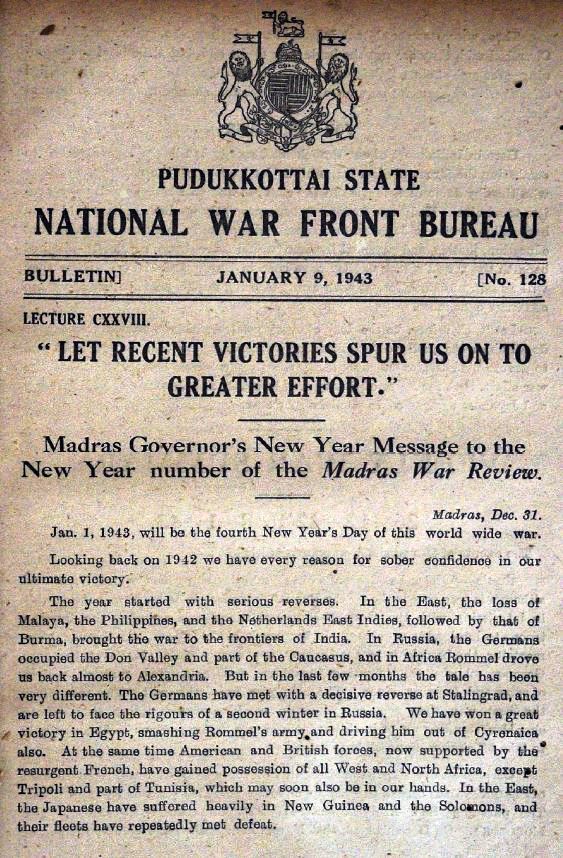 PUDUKKOTTAI STATE
NATIONAL WAR FRONT BUREAU
BULLETIN] JANUARY 9, 1943 [No. 128
LECTURE CXXVIII.
“ LET RECENT VICTORIES SPUR US ON TO
GREATER EFFORT.”
Madras Governor's New Year Message to the
New Year number of the Madras War Review.
Madras, Dec. 31.
Jan. 1, 1943, will be the fourth New Year's Day of this world wide war.
Looking back on 1942 we have every reason for sober confidence in our
ultimate victory.
The year started with serious reverses. In the East, the loss of
Malaya, the Philippines, and the Netherlands East Indies, followed by that of
Burma, brought the war to the frontiers of India. In Russia, the Germans
occupied the Don Valley and part of the Caucasus, and in Africa Rommel drove
us back almost to Alexandria. But in the last few months the tale has been
very different. The Germans have met with a decisive reverse at Stalingrad, and
are left to face the rigours of a second winter in Russia. We have won a great
victory in Egypt, smashing Rommel's army and driving him out of Cyrenaica
also. At the same time American and British forces, now supported by the
resurgent French, have gained possession of all West and North Africa, except
Tripoli and part of Tunisia, which may soon also be in our hands. In the East,
the Japanese have suffered heavily in New Guinea and the Solomons, and
their fleets have repeatedly met defeat.